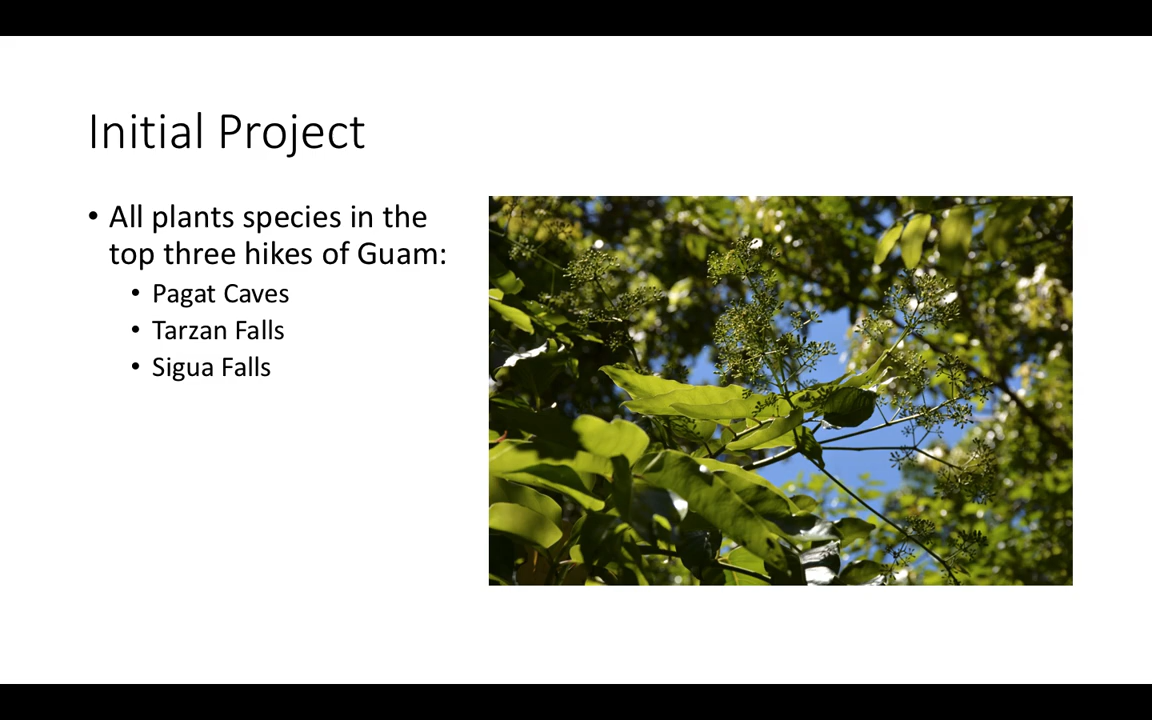 Initial Project
• All plants species in the
top three hikes of Guam:
• Pagat Caves
• Tarzan Falls
• Sigua Falls